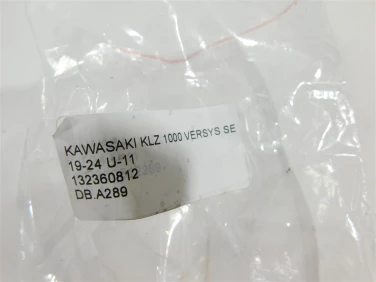 KAWASAKI KLZ 1000 VERSYS SE
19-24 U-11
132360812
DB.A289